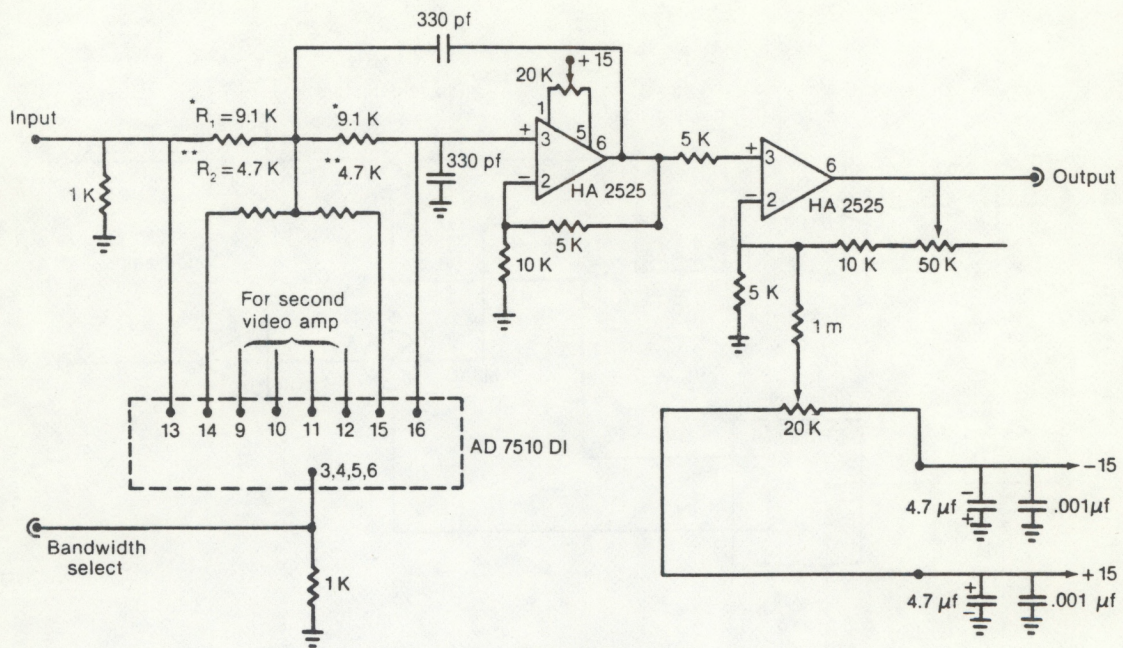 330 pf
+ 15
20 K
Input
*R₁ = 9.1 K
*9.1 K
1
5
+
3
6
5 K
+
3
6
Output
**R₂ = 4.7 K
**4.7 K
330 pf
−
2
HA 2525
−
2
HA 2525
1 K
5 K
10 K
10 K
50 K
5 K
1 m
For second
video amp
13 14 9 10 11 12 15 16
AD 7510 DI
20 K
3,4,5,6
−15
4.7 µf
−
+
.001µf
Bandwidth
select
1 K
+15
4.7 µf
+
−
.001 µf